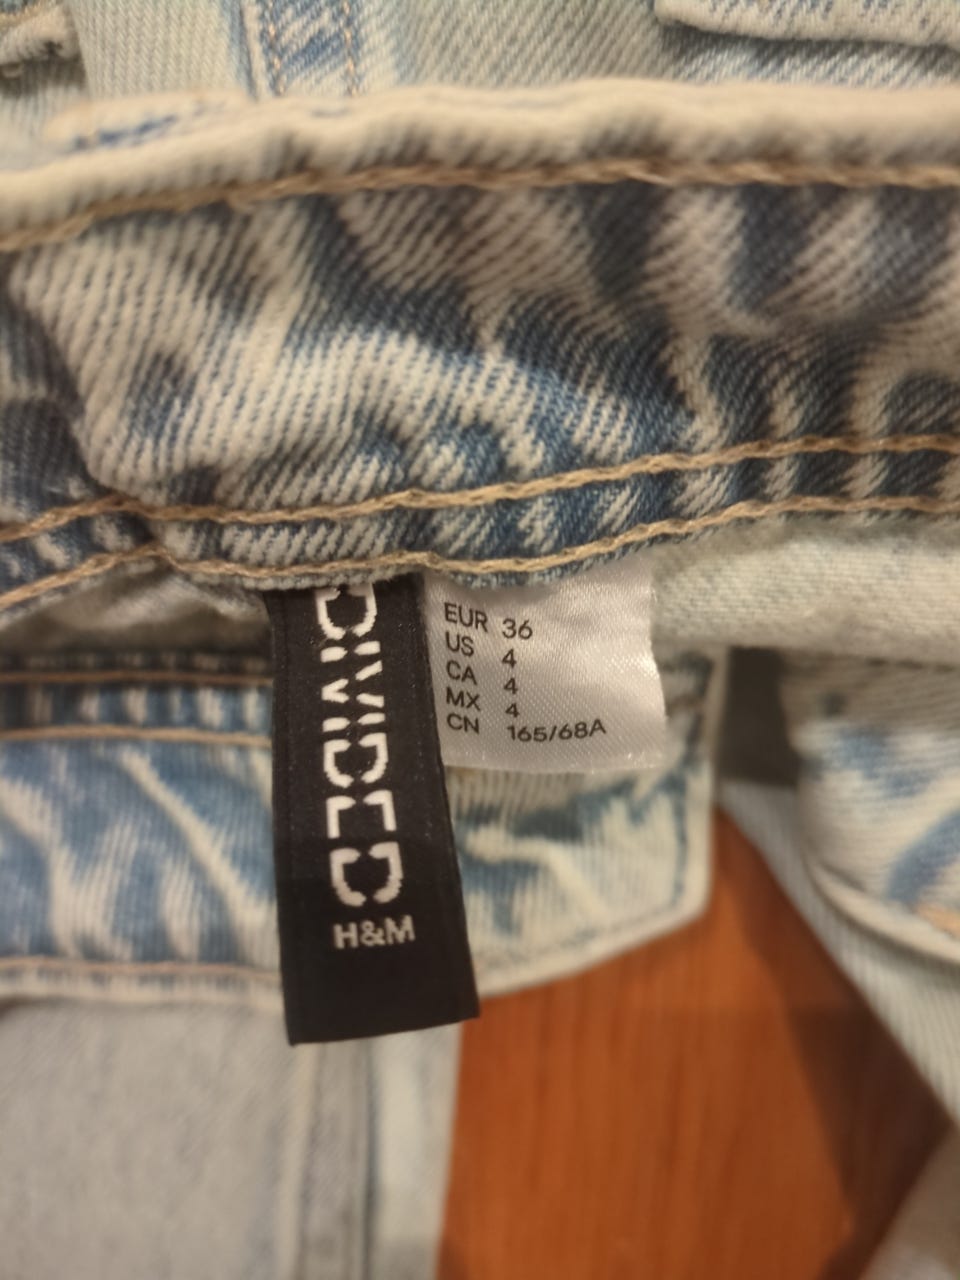 DIVIDED
H&M
EUR 36
US 4
CA 4
MX 4
CN 165/68A